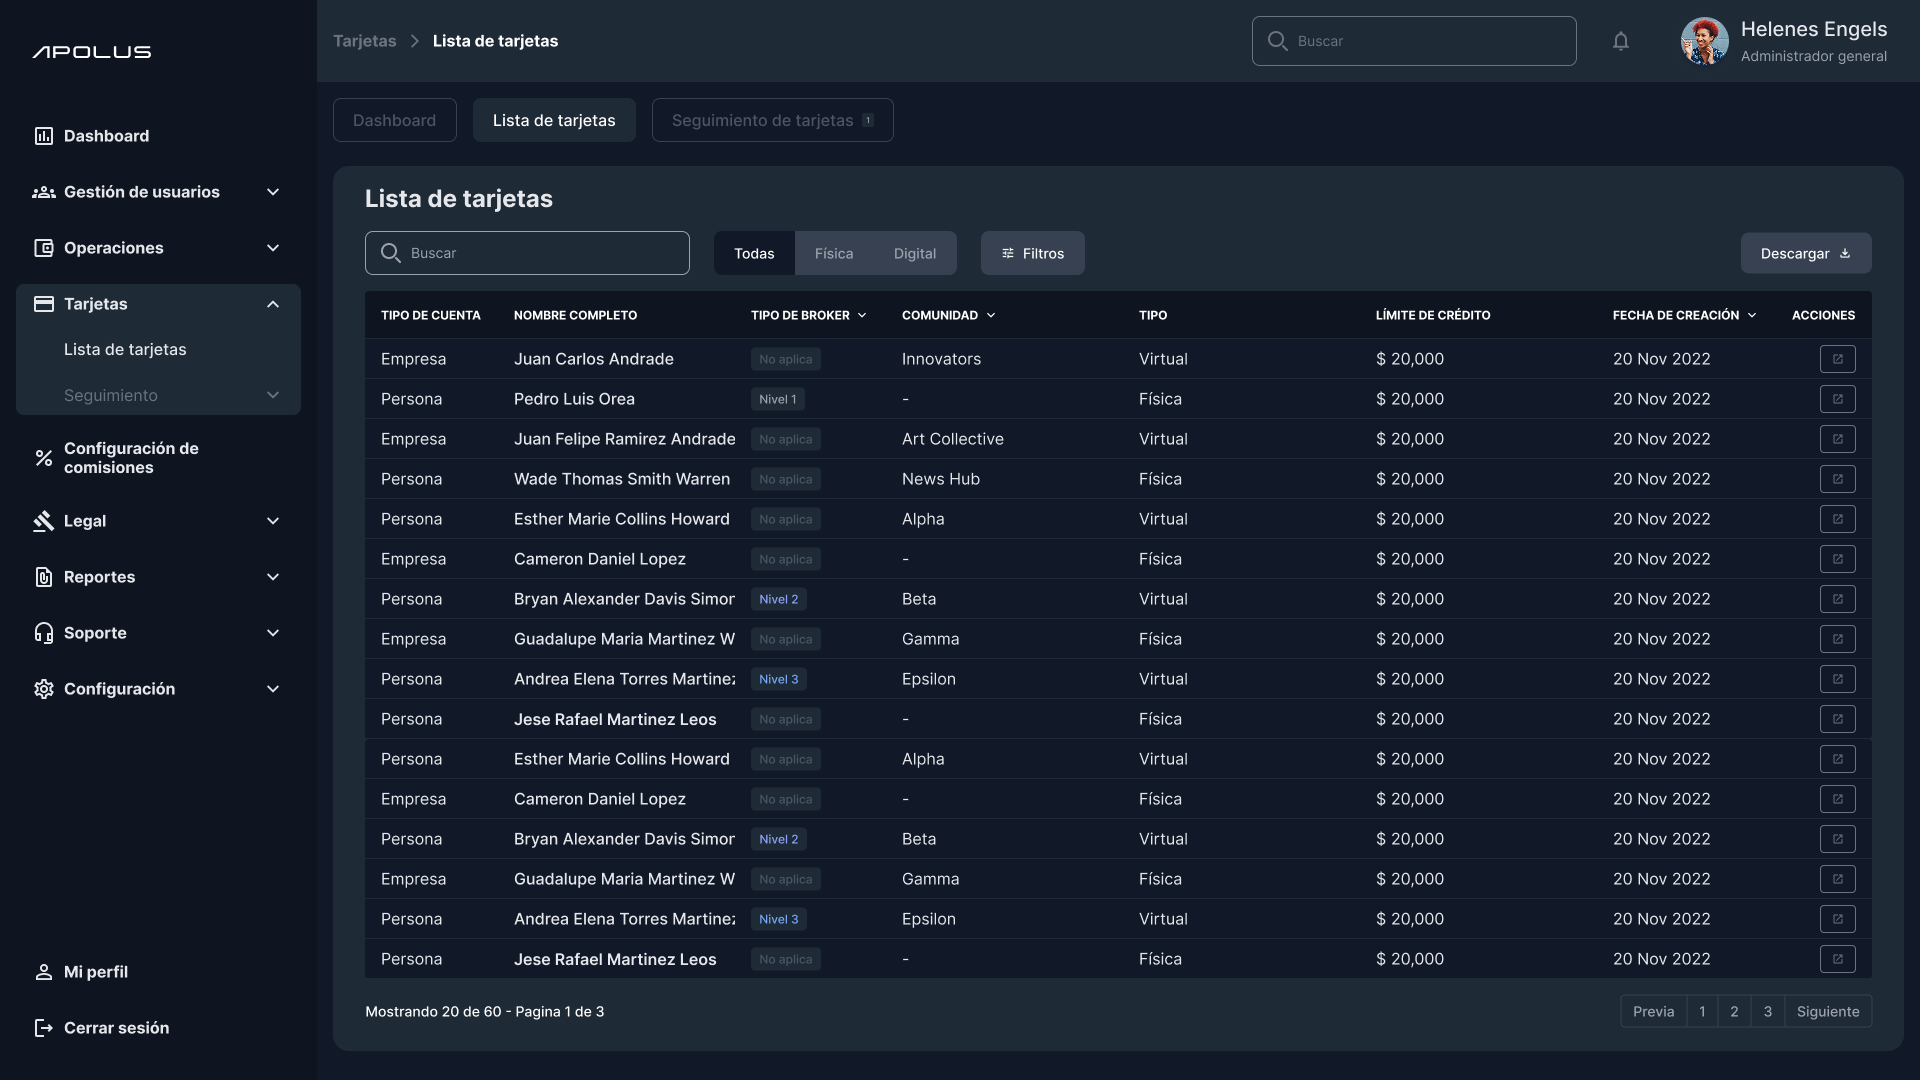 APOLUS
Tarjetas > Lista de tarjetas
Buscar
Helenes Engels
Administrador general
Dashboard
Gestión de usuarios
Operaciones
Tarjetas
Lista de tarjetas
Seguimiento
Configuración de
comisiones
Legal
Reportes
Soporte
Configuración
Mi perfil
Cerrar sesión
Dashboard
Lista de tarjetas
Seguimiento de tarjetas 1
Lista de tarjetas
Buscar
Todas Física Digital
Filtros
Descargar
TIPO DE CUENTA NOMBRE COMPLETO TIPO DE BROKER COMUNIDAD TIPO LÍMITE DE CRÉDITO FECHA DE CREACIÓN ACCIONES
Empresa Juan Carlos Andrade No aplica Innovators Virtual $ 20,000 20 Nov 2022
Persona Pedro Luis Orea Nivel 1 - Física $ 20,000 20 Nov 2022
Empresa Juan Felipe Ramirez Andrade No aplica Art Collective Virtual $ 20,000 20 Nov 2022
Persona Wade Thomas Smith Warren No aplica News Hub Física $ 20,000 20 Nov 2022
Persona Esther Marie Collins Howard No aplica Alpha Virtual $ 20,000 20 Nov 2022
Empresa Cameron Daniel Lopez No aplica - Física $ 20,000 20 Nov 2022
Persona Bryan Alexander Davis Simon Nivel 2 Beta Virtual $ 20,000 20 Nov 2022
Empresa Guadalupe Maria Martinez W No aplica Gamma Física $ 20,000 20 Nov 2022
Persona Andrea Elena Torres Martinez Nivel 3 Epsilon Virtual $ 20,000 20 Nov 2022
Persona Jese Rafael Martinez Leos No aplica - Física $ 20,000 20 Nov 2022
Persona Esther Marie Collins Howard No aplica Alpha Virtual $ 20,000 20 Nov 2022
Empresa Cameron Daniel Lopez No aplica - Física $ 20,000 20 Nov 2022
Persona Bryan Alexander Davis Simon Nivel 2 Beta Virtual $ 20,000 20 Nov 2022
Empresa Guadalupe Maria Martinez W No aplica Gamma Física $ 20,000 20 Nov 2022
Persona Andrea Elena Torres Martinez Nivel 3 Epsilon Virtual $ 20,000 20 Nov 2022
Persona Jese Rafael Martinez Leos No aplica - Física $ 20,000 20 Nov 2022
Mostrando 20 de 60 - Pagina 1 de 3
Previa 1 2 3 Siguiente